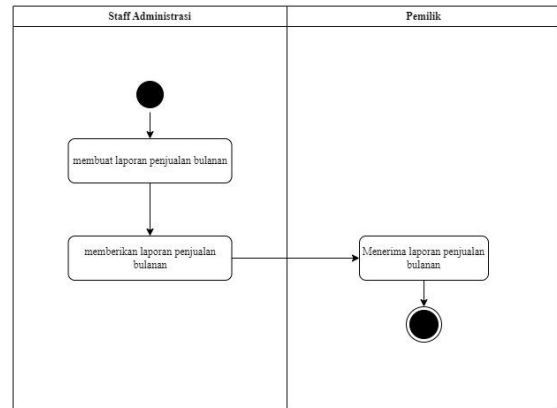 Staff Administrasi
Pemilik
membuat laporan penjualan bulanan
memberikan laporan penjualan
bulanan
Menerima laporan penjualan
bulanan